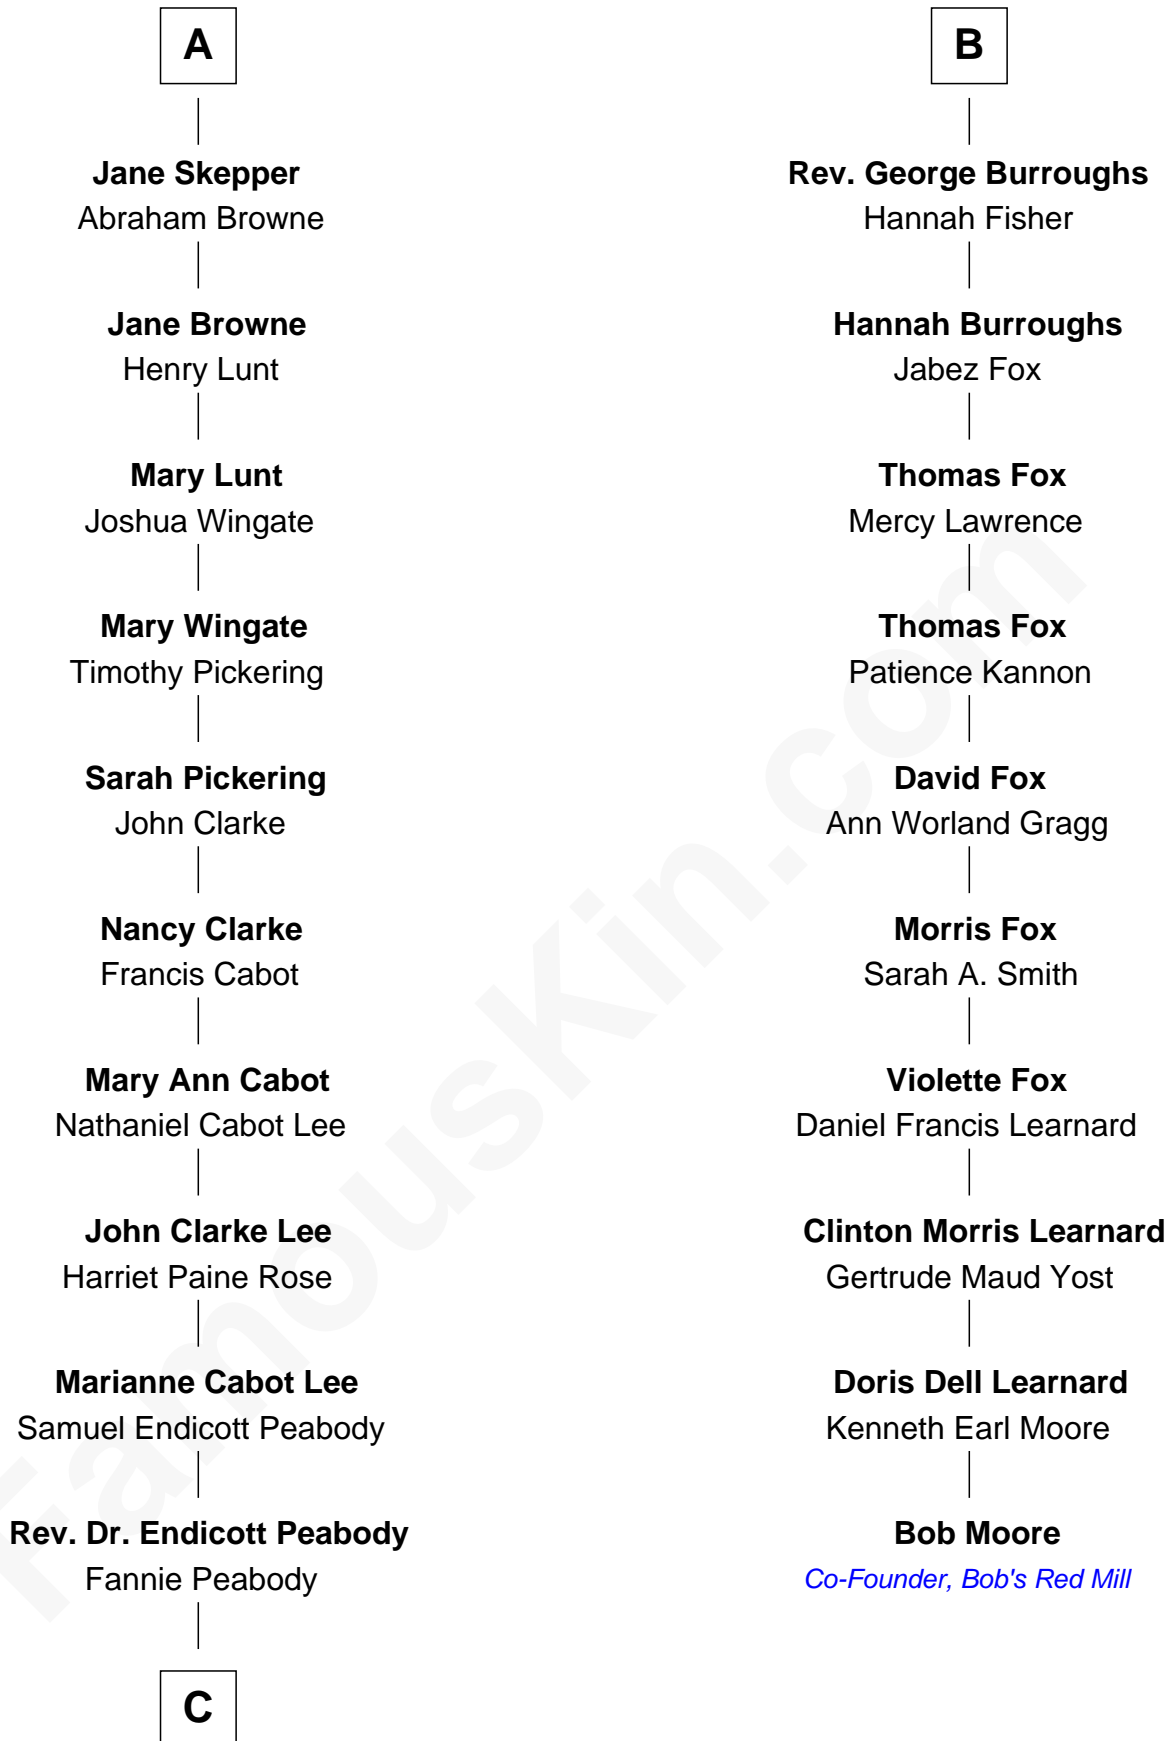 A
Jane Skepper
Abraham Browne
Jane Browne
Henry Lunt
Mary Lunt
Joshua Wingate
Mary Wingate
Timothy Pickering
Sarah Pickering
John Clarke
Nancy Clarke
Francis Cabot
Mary Ann Cabot
Nathaniel Cabot Lee
John Clarke Lee
Harriet Paine Rose
Marianne Cabot Lee
Samuel Endicott Peabody
Rev. Dr. Endicott Peabody
Fannie Peabody
C
B
Rev. George Burroughs
Hannah Fisher
Hannah Burroughs
Jabez Fox
Thomas Fox
Mercy Lawrence
Thomas Fox
Patience Kannon
David Fox
Ann Worland Gragg
Morris Fox
Sarah A. Smith
Violette Fox
Daniel Francis Learnard
Clinton Morris Learnard
Gertrude Maud Yost
Doris Dell Learnard
Kenneth Earl Moore
Bob Moore
Co-Founder, Bob's Red Mill
FamousKin.com